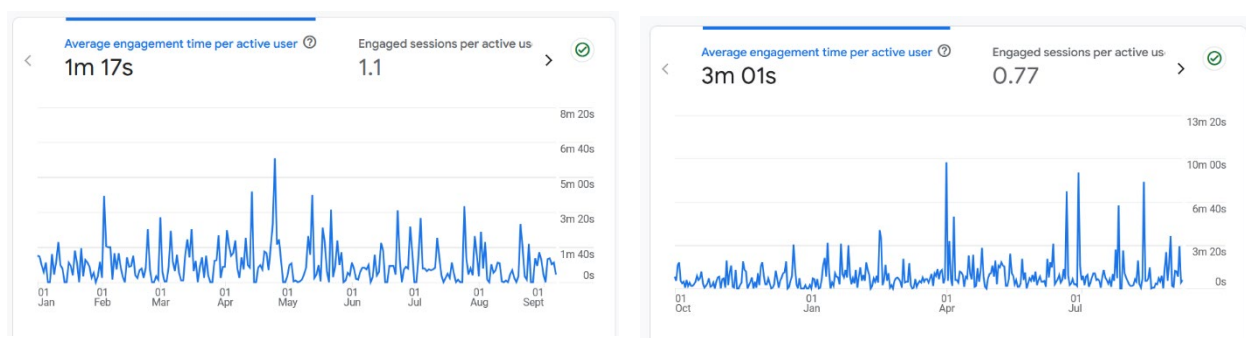 Average engagement time per active user
1m 17s
Engaged sessions per active us
1.1
8m 20s
6m 40s
5m 00s
3m 20s
1m 40s
0s
01 Jan
01 Feb
01 Mar
01 Apr
01 May
01 Jun
01 Jul
01 Aug
01 Sept
Average engagement time per active user
3m 01s
Engaged sessions per active us
0.77
13m 20s
10m 00s
6m 40s
3m 20s
0s
01 Oct
01 Jan
01 Apr
01 Jul